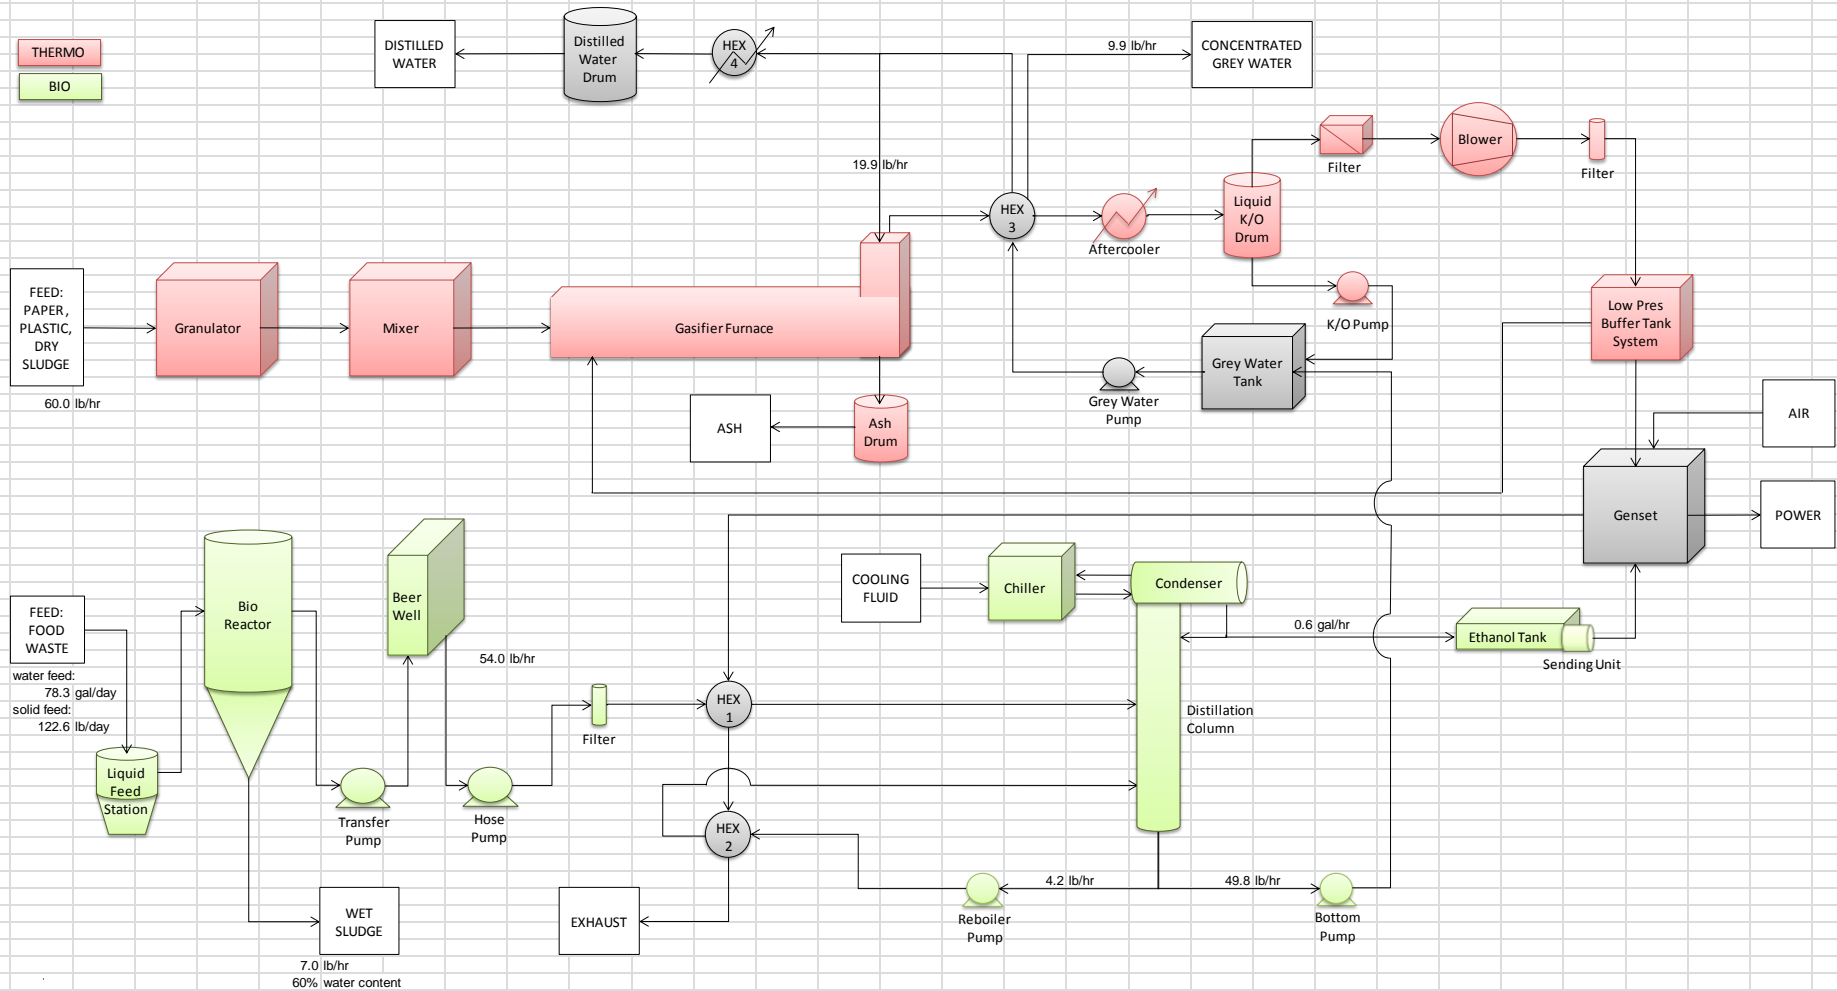 THERMO
BIO
DISTILLED
WATER
Distilled
Water
Drum
HEX
4
9.9 lb/hr
CONCENTRATED
GREY WATER
19.9 lb/hr
HEX
3
Aftercooler
Liquid
K/O
Drum
Filter
Blower
Filter
FEED:
PAPER,
PLASTIC,
DRY
SLUDGE
60.0 lb/hr
Granulator
Mixer
Gasifier Furnace
K/O Pump
Low Pres
Buffer Tank
System
Grey Water
Tank
Grey Water
Pump
ASH
Ash
Drum
AIR
Genset
POWER
FEED:
FOOD
WASTE
water feed:
78.3 gal/day
solid feed:
122.6 lb/day
Liquid
Feed
Station
Bio
Reactor
Beer
Well
54.0 lb/hr
Transfer
Pump
Hose
Pump
Filter
HEX
1
HEX
2
COOLING
FLUID
Chiller
Condenser
0.6 gal/hr
Ethanol Tank
Sending Unit
Distillation
Column
4.2 lb/hr
49.8 lb/hr
Reboiler
Pump
Bottom
Pump
WET
SLUDGE
7.0 lb/hr
60% water content
EXHAUST